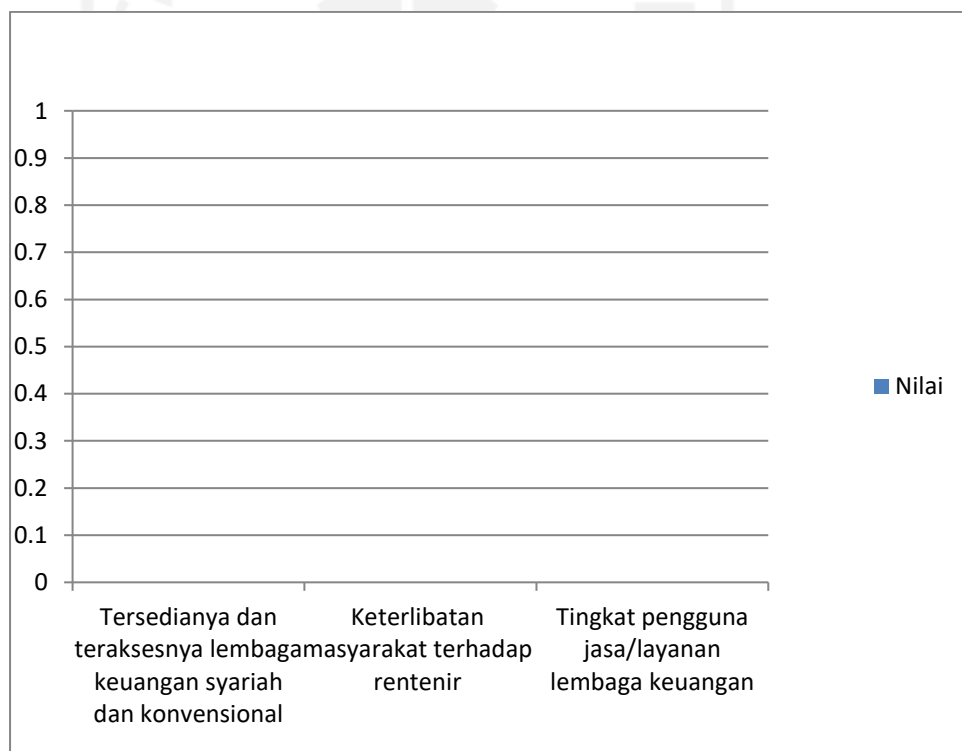 1
0.9
0.8
0.7
0.6
0.5
0.4
0.3
0.2
0.1
0
Tersedianya dan
teraksesnya lembaga
keuangan syariah
dan konvensional
Keterlibatan
masyarakat terhadap
rentenir
Tingkat pengguna
jasa/layanan
lembaga keuangan
Nilai